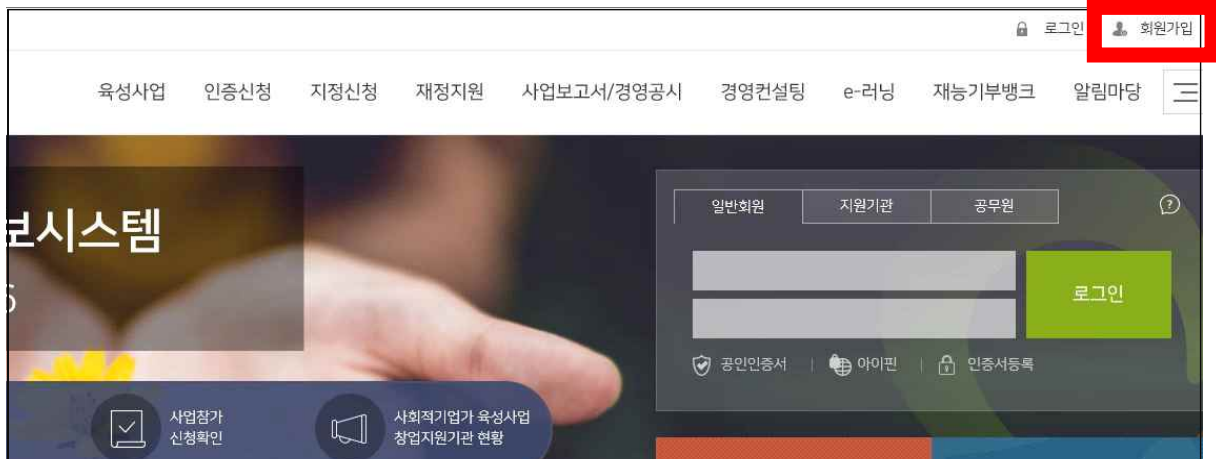 로그인 회원가입
육성사업 인증신청 지정신청 재정지원 사업보고서/경영공시 경영컨설팅 e-러닝 재능기부뱅크 알림마당
보시스템
일반회원 지원기관 공무원
로그인
공인인증서 아이핀 인증서등록
사업참가
신청확인
사회적기업가 육성사업
창업지원기관 현황